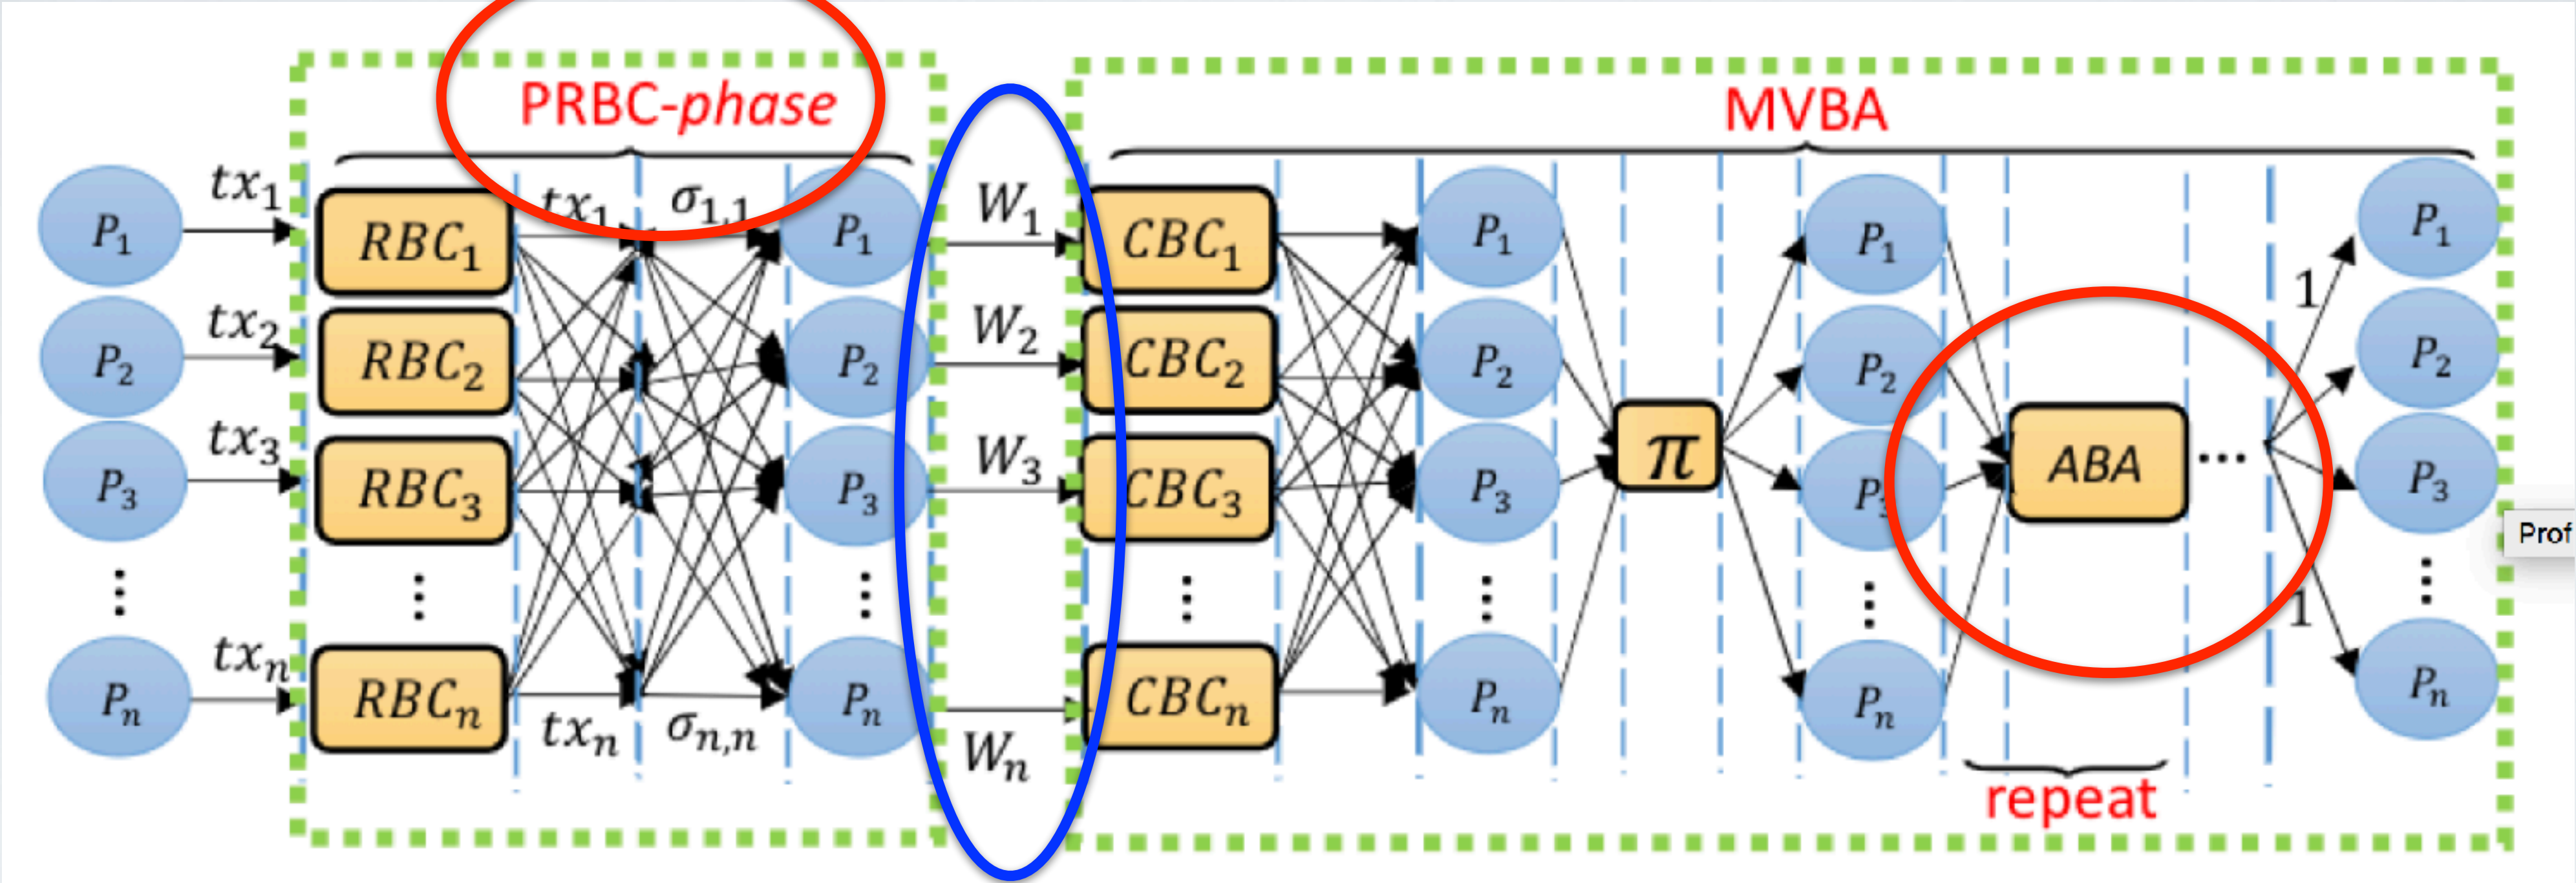 PRBC-phase
MVBA
tx₁
tx₂
tx₃
txₙ
P₁
P₂
P₃
⋮
Pₙ
RBC₁
RBC₂
RBC₃
⋮
RBCₙ
tx₁
txₙ
σ₁,₁
σₙ,ₙ
P₁
P₂
P₃
⋮
Pₙ
W₁
W₂
W₃
Wₙ
CBC₁
CBC₂
CBC₃
⋮
CBCₙ
P₁
P₂
P₃
⋮
Pₙ
π
P₁
P₂
P₃
⋮
Pₙ
ABA
...
repeat
1
1
P₁
P₂
P₃
⋮
Pₙ
Prof